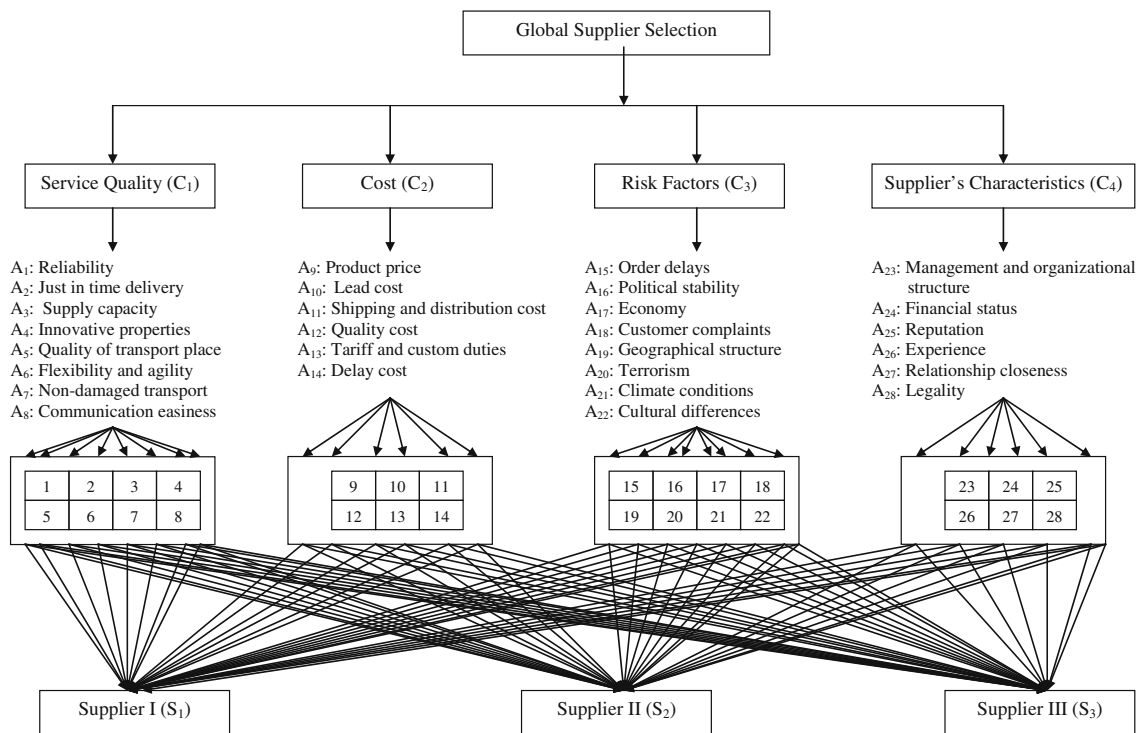 Global Supplier Selection
Service Quality (C₁)
Cost (C₂)
Risk Factors (C₃)
Supplier's Characteristics (C₄)
A₁: Reliability
A₂: Just in time delivery
A₃: Supply capacity
A₄: Innovative properties
A₅: Quality of transport place
A₆: Flexibility and agility
A₇: Non-damaged transport
A₈: Communication easiness
A₉: Product price
A₁₀: Lead cost
A₁₁: Shipping and distribution cost
A₁₂: Quality cost
A₁₃: Tariff and custom duties
A₁₄: Delay cost
A₁₅: Order delays
A₁₆: Political stability
A₁₇: Economy
A₁₈: Customer complaints
A₁₉: Geographical structure
A₂₀: Terrorism
A₂₁: Climate conditions
A₂₂: Cultural differences
A₂₃: Management and organizational
structure
A₂₄: Financial status
A₂₅: Reputation
A₂₆: Experience
A₂₇: Relationship closeness
A₂₈: Legality
1 2 3 4
5 6 7 8
9 10 11
12 13 14
15 16 17 18
19 20 21 22
23 24 25
26 27 28
Supplier I (S₁)
Supplier II (S₂)
Supplier III (S₃)